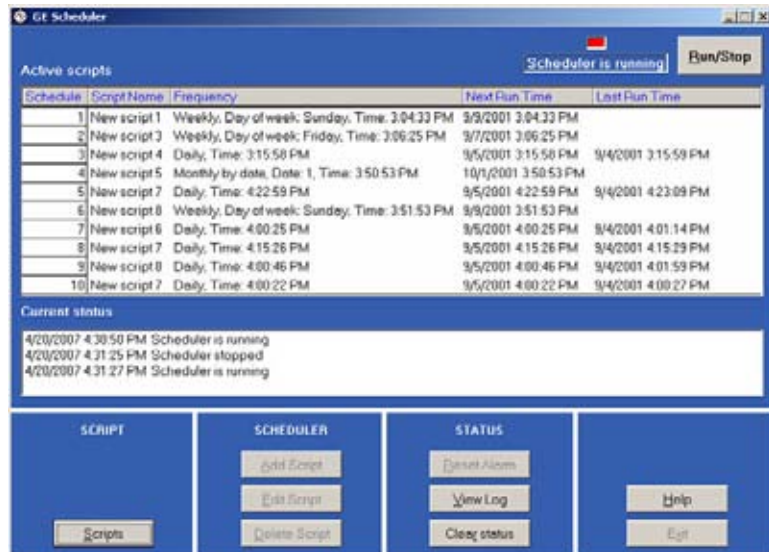 GE Scheduler
Scheduler is running
Run/Stop
Active scripts
Schedule Script Name Frequency Next Run Time Last Run Time
1 New script 1 Weekly, Day of week: Sunday, Time: 3:04:33 PM 9/9/2001 3:04:33 PM
2 New script 3 Weekly, Day of week: Friday, Time: 3:06:25 PM 9/7/2001 3:06:25 PM
3 New script 4 Daily, Time: 3:15:58 PM 9/5/2001 3:15:58 PM 9/4/2001 3:15:59 PM
4 New script 5 Monthly by date, Date: 1, Time: 3:50:53 PM 10/1/2001 3:50:53 PM
5 New script 7 Daily, Time: 4:22:59 PM 9/5/2001 4:22:59 PM 9/4/2001 4:23:09 PM
6 New script 8 Weekly, Day of week: Sunday, Time: 3:51:53 PM 9/9/2001 3:51:53 PM
7 New script 6 Daily, Time: 4:00:25 PM 9/5/2001 4:00:25 PM 9/4/2001 4:01:14 PM
8 New script 7 Daily, Time: 4:15:26 PM 9/5/2001 4:15:26 PM 9/4/2001 4:15:29 PM
9 New script 8 Daily, Time: 4:00:46 PM 9/5/2001 4:00:46 PM 9/4/2001 4:01:59 PM
10 New script 7 Daily, Time: 4:00:22 PM 9/5/2001 4:00:22 PM 9/4/2001 4:00:27 PM
Current status
4/20/2007 4:30:50 PM Scheduler is running
4/20/2007 4:31:25 PM Scheduler stopped
4/20/2007 4:31:27 PM Scheduler is running
SCRIPT
Scripts
SCHEDULER
Add Script
Edit Script
Delete Script
STATUS
Reset Alarm
View Log
Clear status
Help
Exit